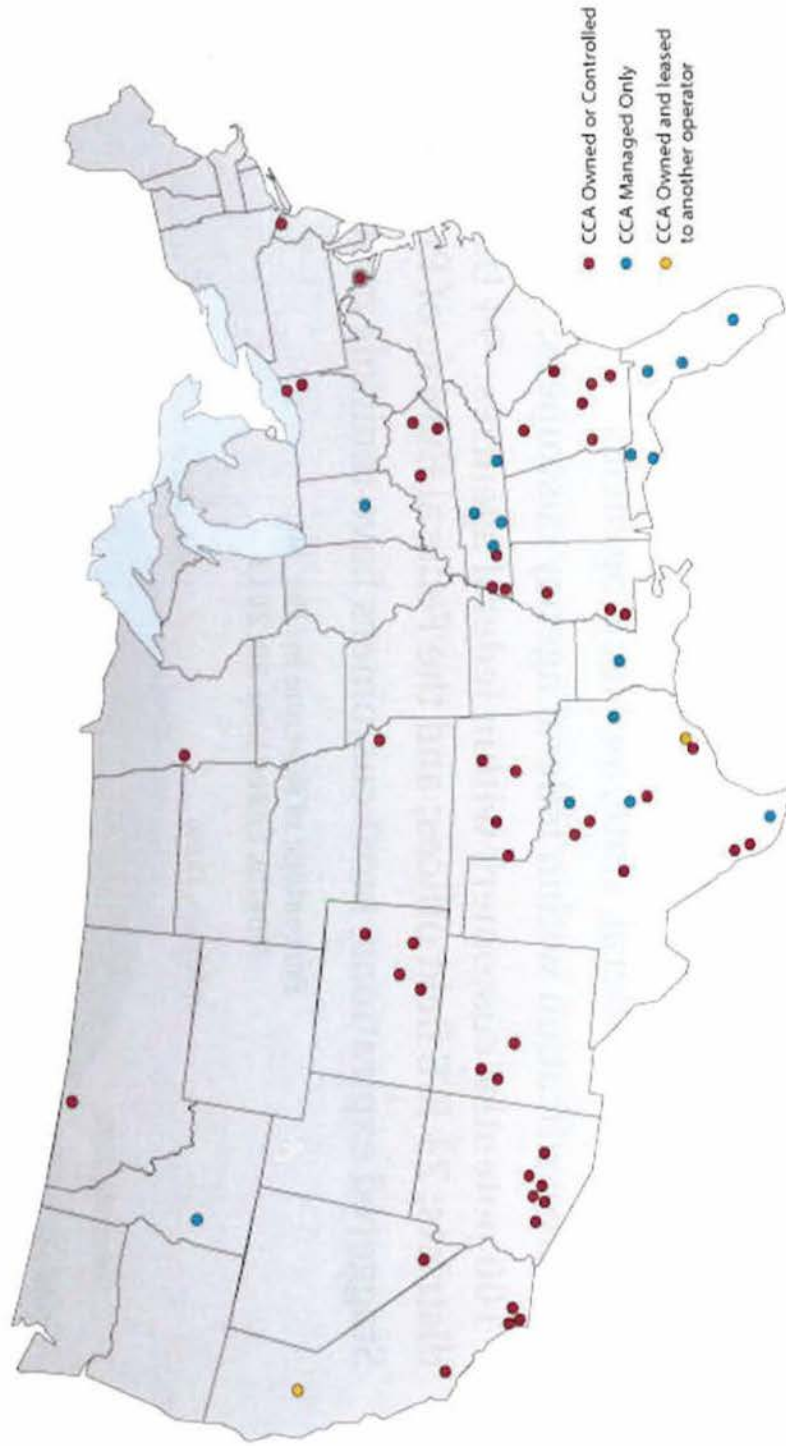 CCA Owned or Controlled
CCA Managed Only
CCA Owned and leased
to another operator